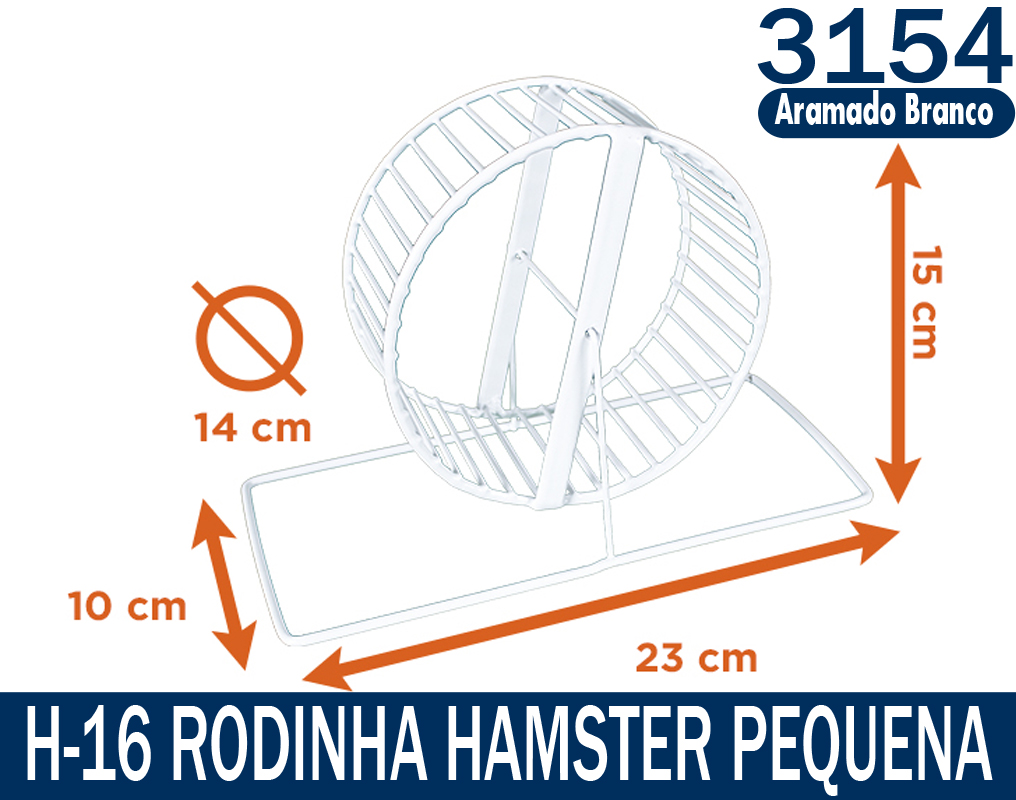 3154
Aramado Branco
15 cm
14 cm
10 cm
23 cm
H-16 RODINHA HAMSTER PEQUENA